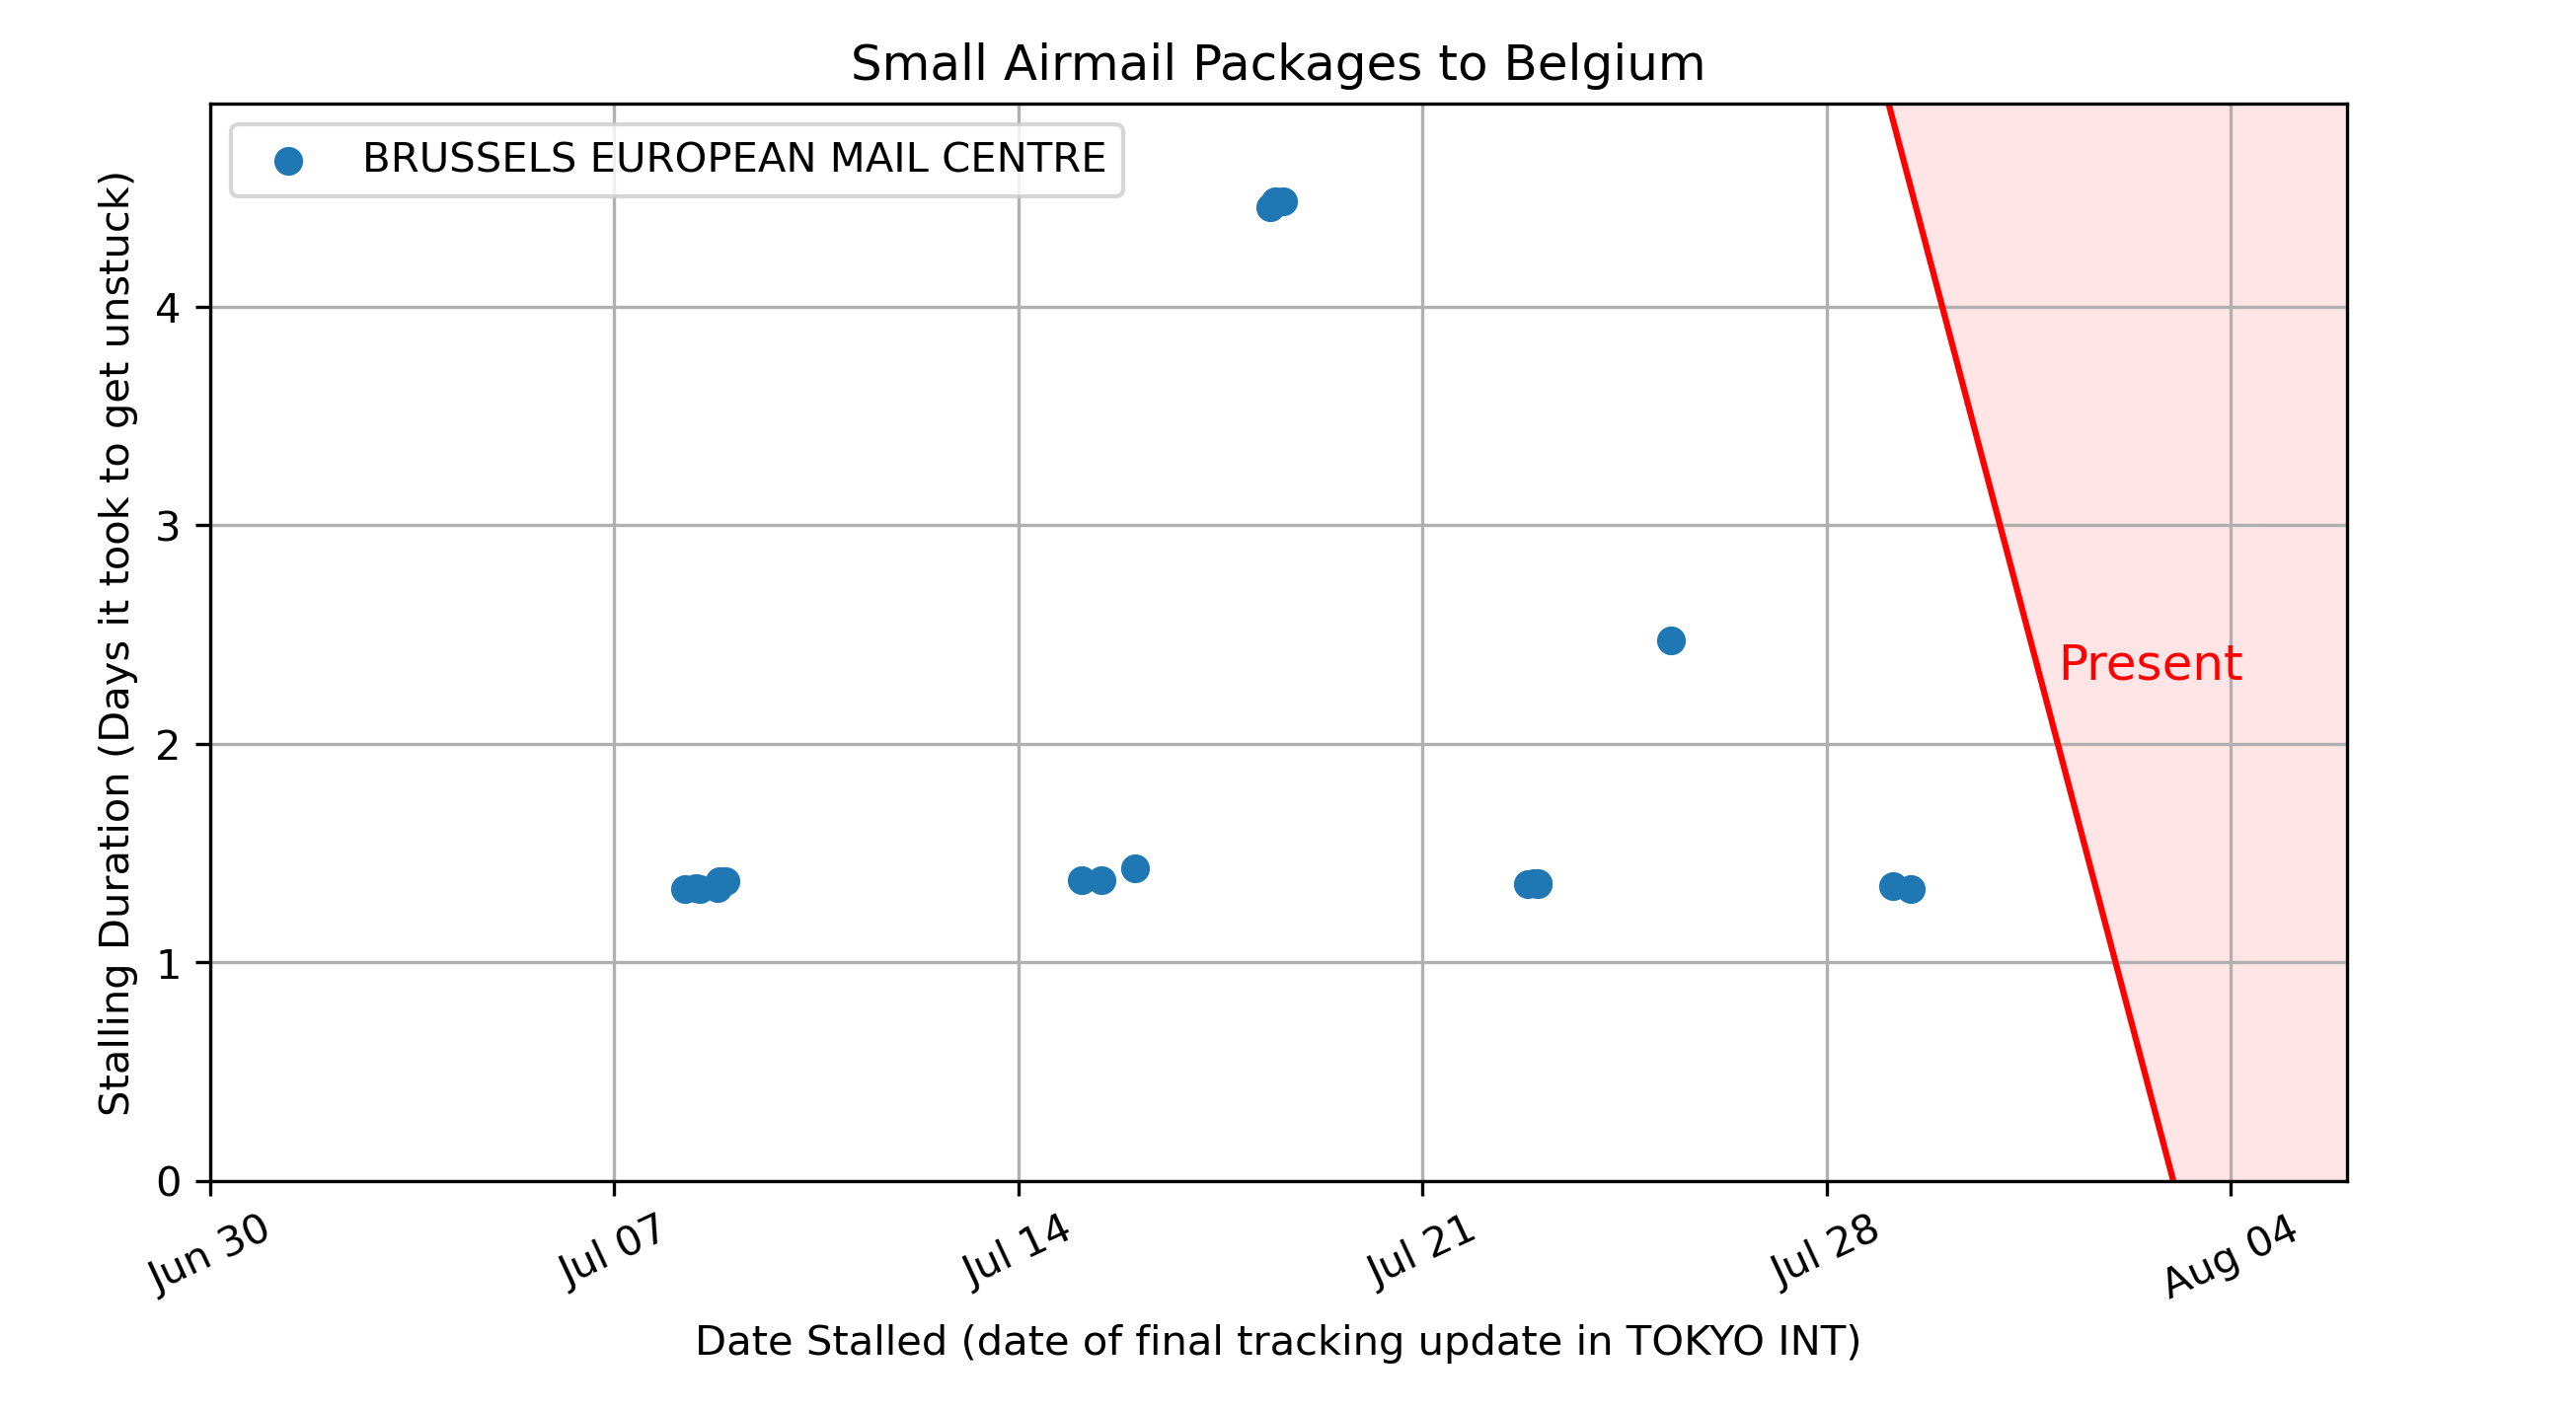 Small Airmail Packages to Belgium
BRUSSELS EUROPEAN MAIL CENTRE
Stalling Duration (Days it took to get unstuck)
4
3
2
1
0
Present
Jun 30
Jul 07
Jul 14
Jul 21
Jul 28
Aug 04
Date Stalled (date of final tracking update in TOKYO INT)